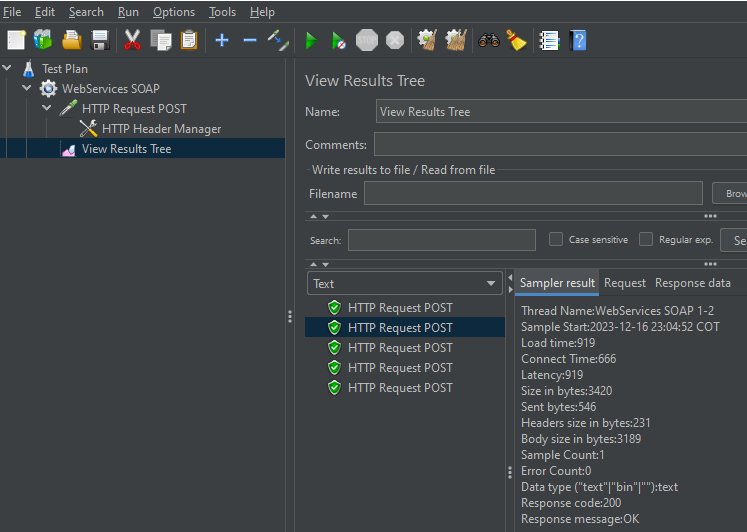 File Edit Search Run Options Tools Help
Test Plan
WebServices SOAP
HTTP Request POST
HTTP Header Manager
View Results Tree
View Results Tree
Name: View Results Tree
Comments:
Write results to file / Read from file
Filename Brow
Search: Case sensitive Regular exp. Se
Text
HTTP Request POST
HTTP Request POST
HTTP Request POST
HTTP Request POST
HTTP Request POST
Sampler result Request Response data
Thread Name:WebServices SOAP 1-2
Sample Start:2023-12-16 23:04:52 COT
Load time:919
Connect Time:666
Latency:919
Size in bytes:3420
Sent bytes:546
Headers size in bytes:231
Body size in bytes:3189
Sample Count:1
Error Count:0
Data type ("text"|"bin"|""):text
Response code:200
Response message:OK